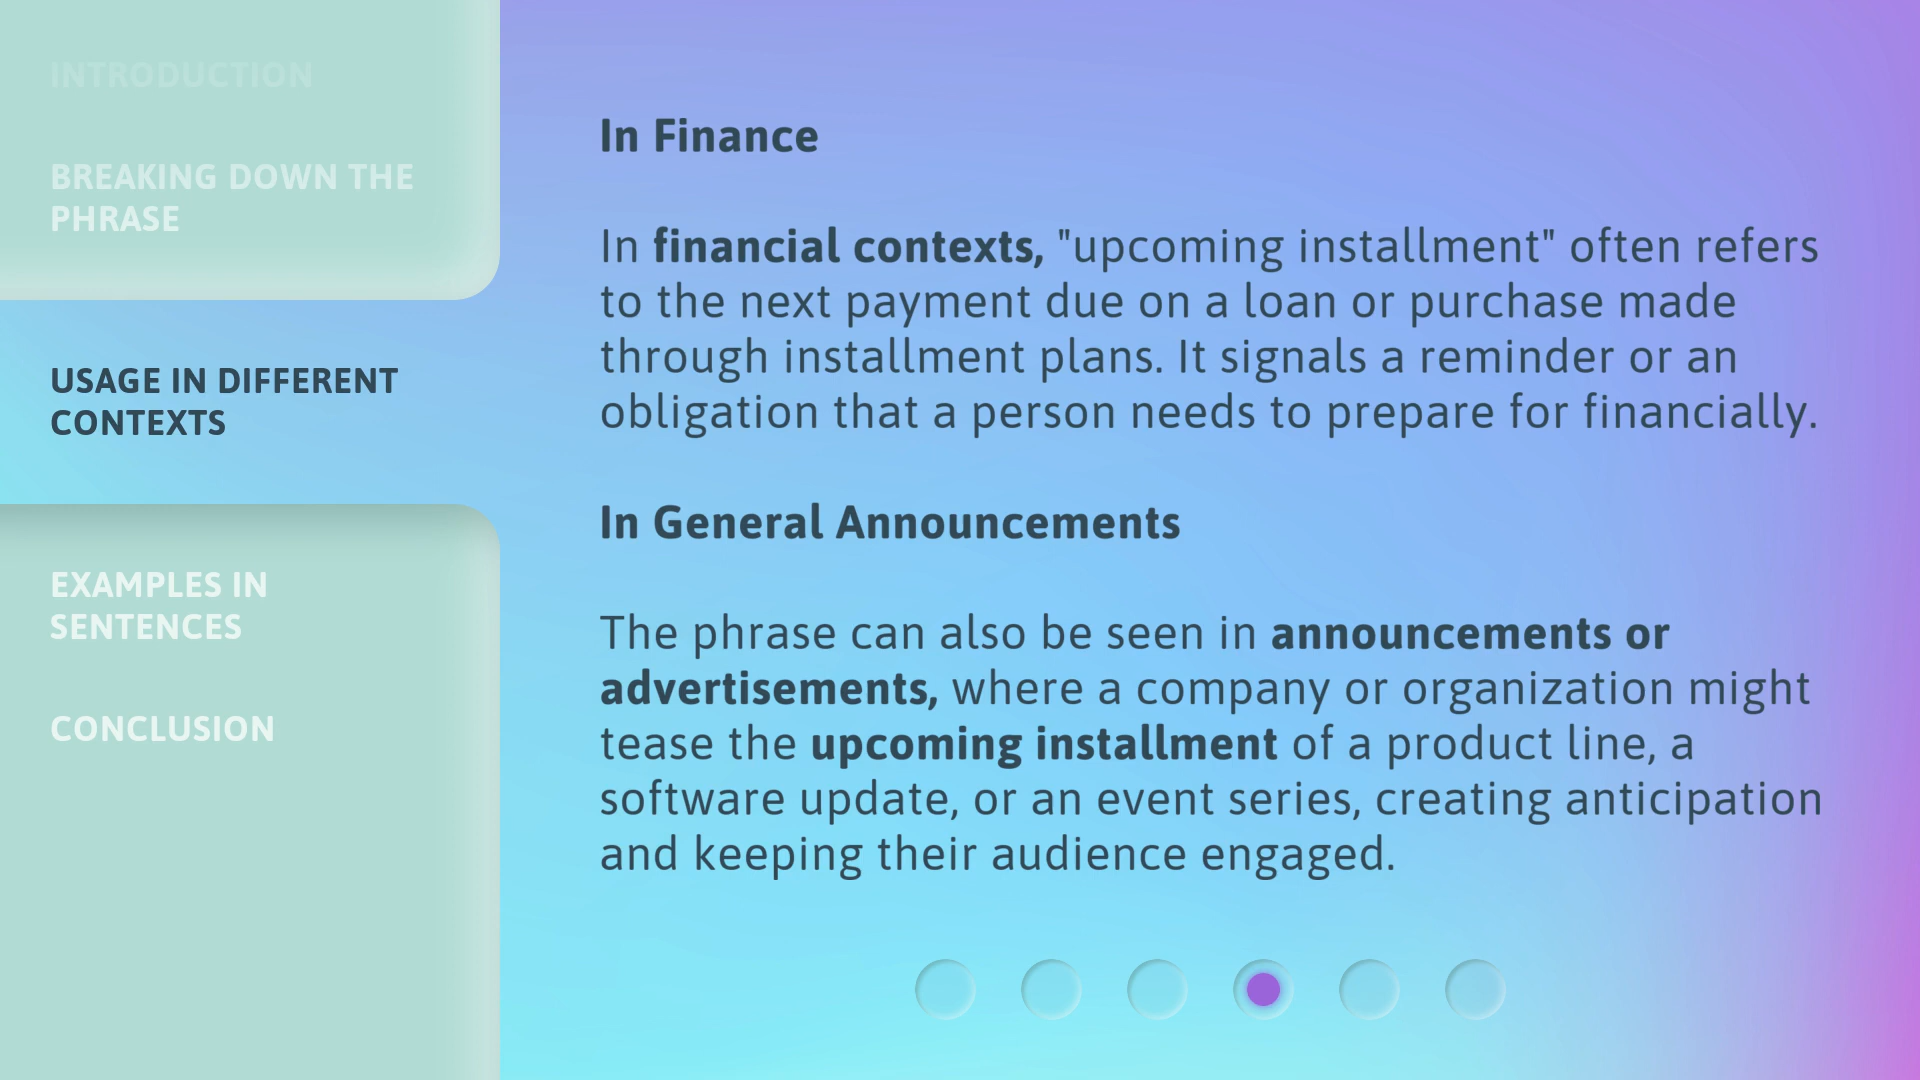 INTRODUCTION
BREAKING DOWN THE
PHRASE
USAGE IN DIFFERENT
CONTEXTS
EXAMPLES IN
SENTENCES
CONCLUSION
In Finance
In financial contexts, "upcoming installment" often refers
to the next payment due on a loan or purchase made
through installment plans. It signals a reminder or an
obligation that a person needs to prepare for financially.
In General Announcements
The phrase can also be seen in announcements or
advertisements, where a company or organization might
tease the upcoming installment of a product line, a
software update, or an event series, creating anticipation
and keeping their audience engaged.